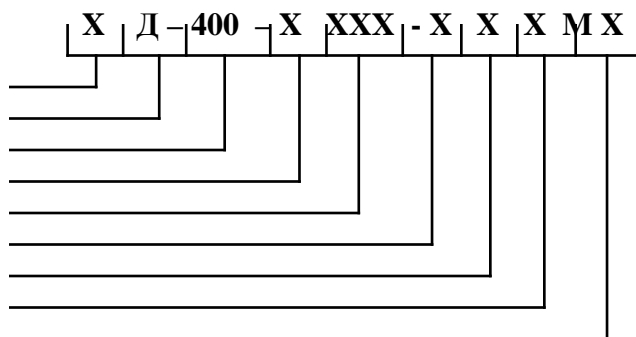 Х Д – 400 – Х ХХХ - Х Х Х М Х